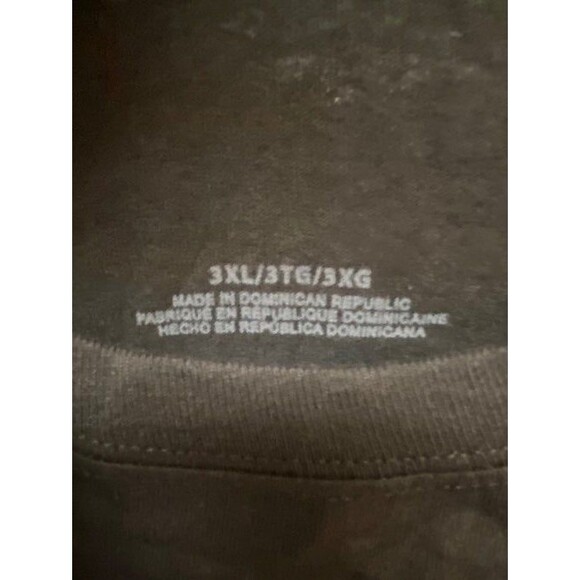 3XL/3TG/3XG
MADE IN DOMINICAN REPUBLIC
FABRIQUÉ EN RÉPUBLIQUE DOMINICAINE
HECHO EN REPÚBLICA DOMINICANA